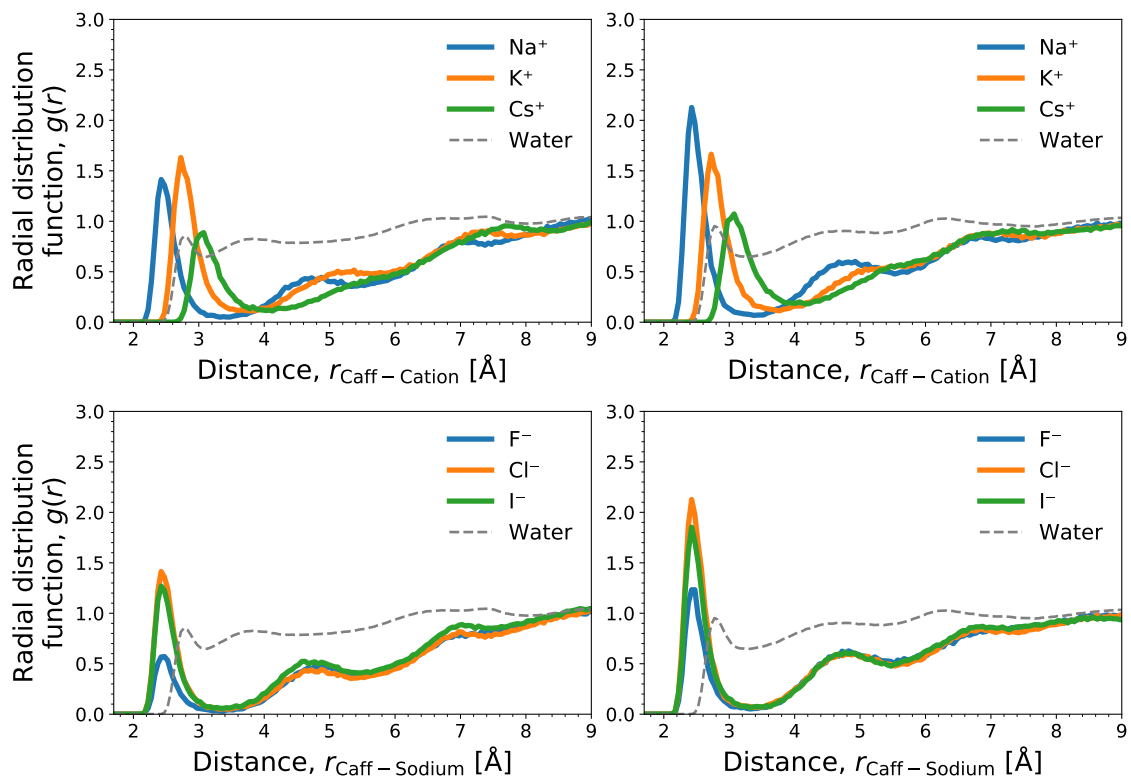 3.0
2.5
2.0
1.5
1.0
0.5
0.0
Radial distribution
function, g(r)
Na⁺
K⁺
Cs⁺
Water
2 3 4 5 6 7 8 9
Distance, r Caff−Cation [Å]
3.0
2.5
2.0
1.5
1.0
0.5
0.0
Na⁺
K⁺
Cs⁺
Water
2 3 4 5 6 7 8 9
Distance, r Caff−Cation [Å]
3.0
2.5
2.0
1.5
1.0
0.5
0.0
Radial distribution
function, g(r)
F⁻
Cl⁻
I⁻
Water
2 3 4 5 6 7 8 9
Distance, r Caff−Sodium [Å]
3.0
2.5
2.0
1.5
1.0
0.5
0.0
F⁻
Cl⁻
I⁻
Water
2 3 4 5 6 7 8 9
Distance, r Caff−Sodium [Å]